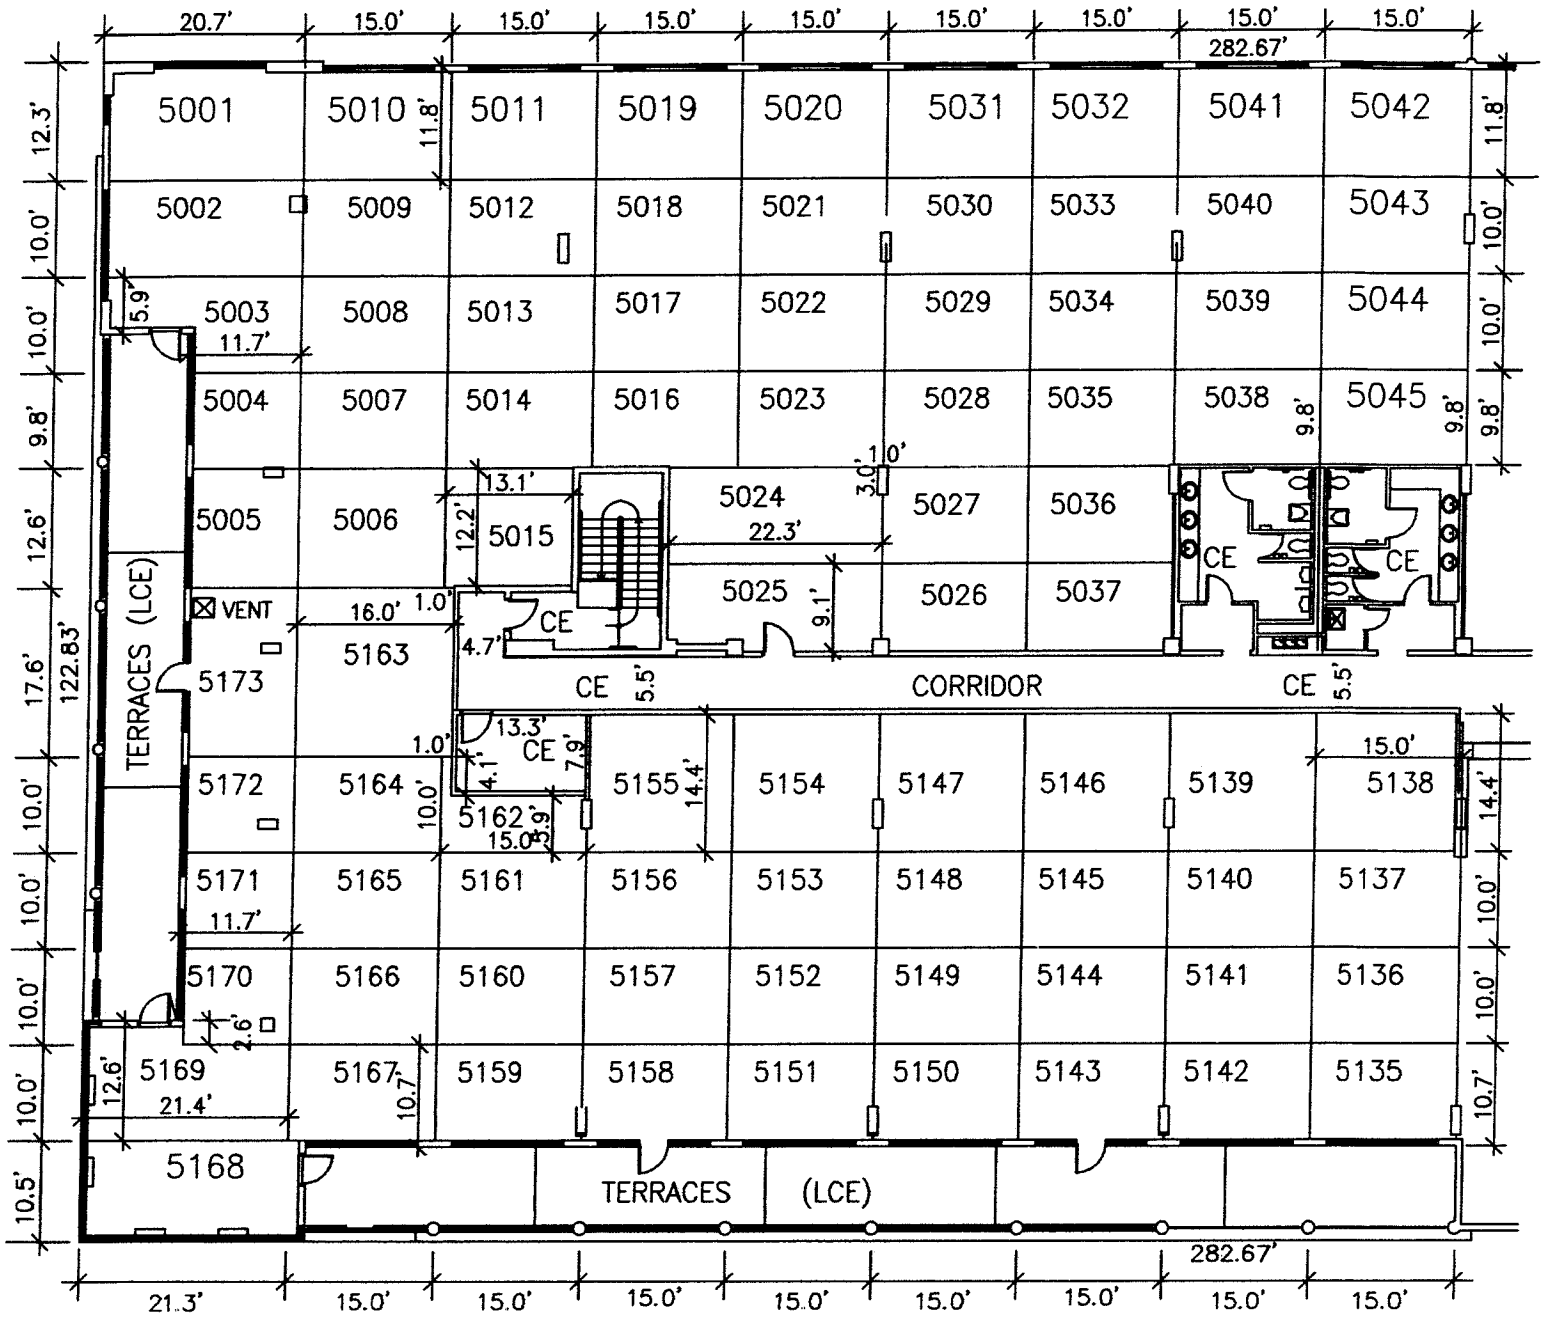 20.7' 15.0' 15.0' 15.0' 15.0' 15.0' 15.0' 15.0' 15.0'
282.67'
12.3' 5001 5010 11.8' 5011 5019 5020 5031 5032 5041 5042 11.8'
10.0' 5002 5009 5012 5018 5021 5030 5033 5040 5043 10.0'
10.0' 5.9' 5003 5008 5013 5017 5022 5029 5034 5039 5044 10.0'
11.7'
9.8' 5004 5007 5014 5016 5023 5028 5035 5038 9.8' 5045 9.8' 9.8'
1.0'
3.0'
12.6' 5005 5006 13.1' 12.2' 5015 5024 5027 5036
22.3' CE CE
VENT 16.0' 1.0' CE 5025 9.1' 5026 5037
4.7'
17.6' 122.83' TERRACES (LCE) 5173 5163 CE 5.5' CORRIDOR CE 5.5'
1.0' 13.3' CE 7.9' 15.0'
10.0' 5172 5164 10.0' 4.1' 5155 14.4' 5154 5147 5146 5139 5138 14.4'
5162 5.9'
15.0'
10.0' 5171 5165 5161 5156 5153 5148 5145 5140 5137 10.0'
11.7'
10.0' 5170 5166 5160 5157 5152 5149 5144 5141 5136 10.0'
2.6'
10.0' 12.6' 5169 5167 10.7' 5159 5158 5151 5150 5143 5142 5135 10.7'
21.4'
10.5' 5168 TERRACES (LCE)
282.67'
21.3' 15.0' 15.0' 15.0' 15.0' 15.0' 15.0' 15.0' 15.0'